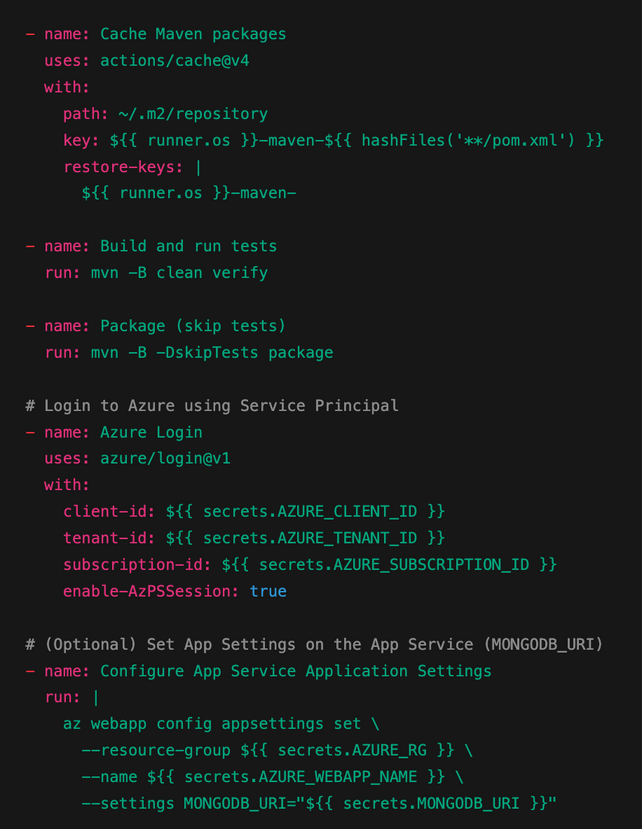 - name: Cache Maven packages
  uses: actions/cache@v4
  with:
    path: ~/.m2/repository
    key: ${{ runner.os }}-maven-${{ hashFiles('**/pom.xml') }}
    restore-keys: |
      ${{ runner.os }}-maven-

- name: Build and run tests
  run: mvn -B clean verify

- name: Package (skip tests)
  run: mvn -B -DskipTests package

# Login to Azure using Service Principal
- name: Azure Login
  uses: azure/login@v1
  with:
    client-id: ${{ secrets.AZURE_CLIENT_ID }}
    tenant-id: ${{ secrets.AZURE_TENANT_ID }}
    subscription-id: ${{ secrets.AZURE_SUBSCRIPTION_ID }}
    enable-AzPSSession: true

# (Optional) Set App Settings on the App Service (MONGODB_URI)
- name: Configure App Service Application Settings
  run: |
    az webapp config appsettings set \
      --resource-group ${{ secrets.AZURE_RG }} \
      --name ${{ secrets.AZURE_WEBAPP_NAME }} \
      --settings MONGODB_URI="${{ secrets.MONGODB_URI }}"